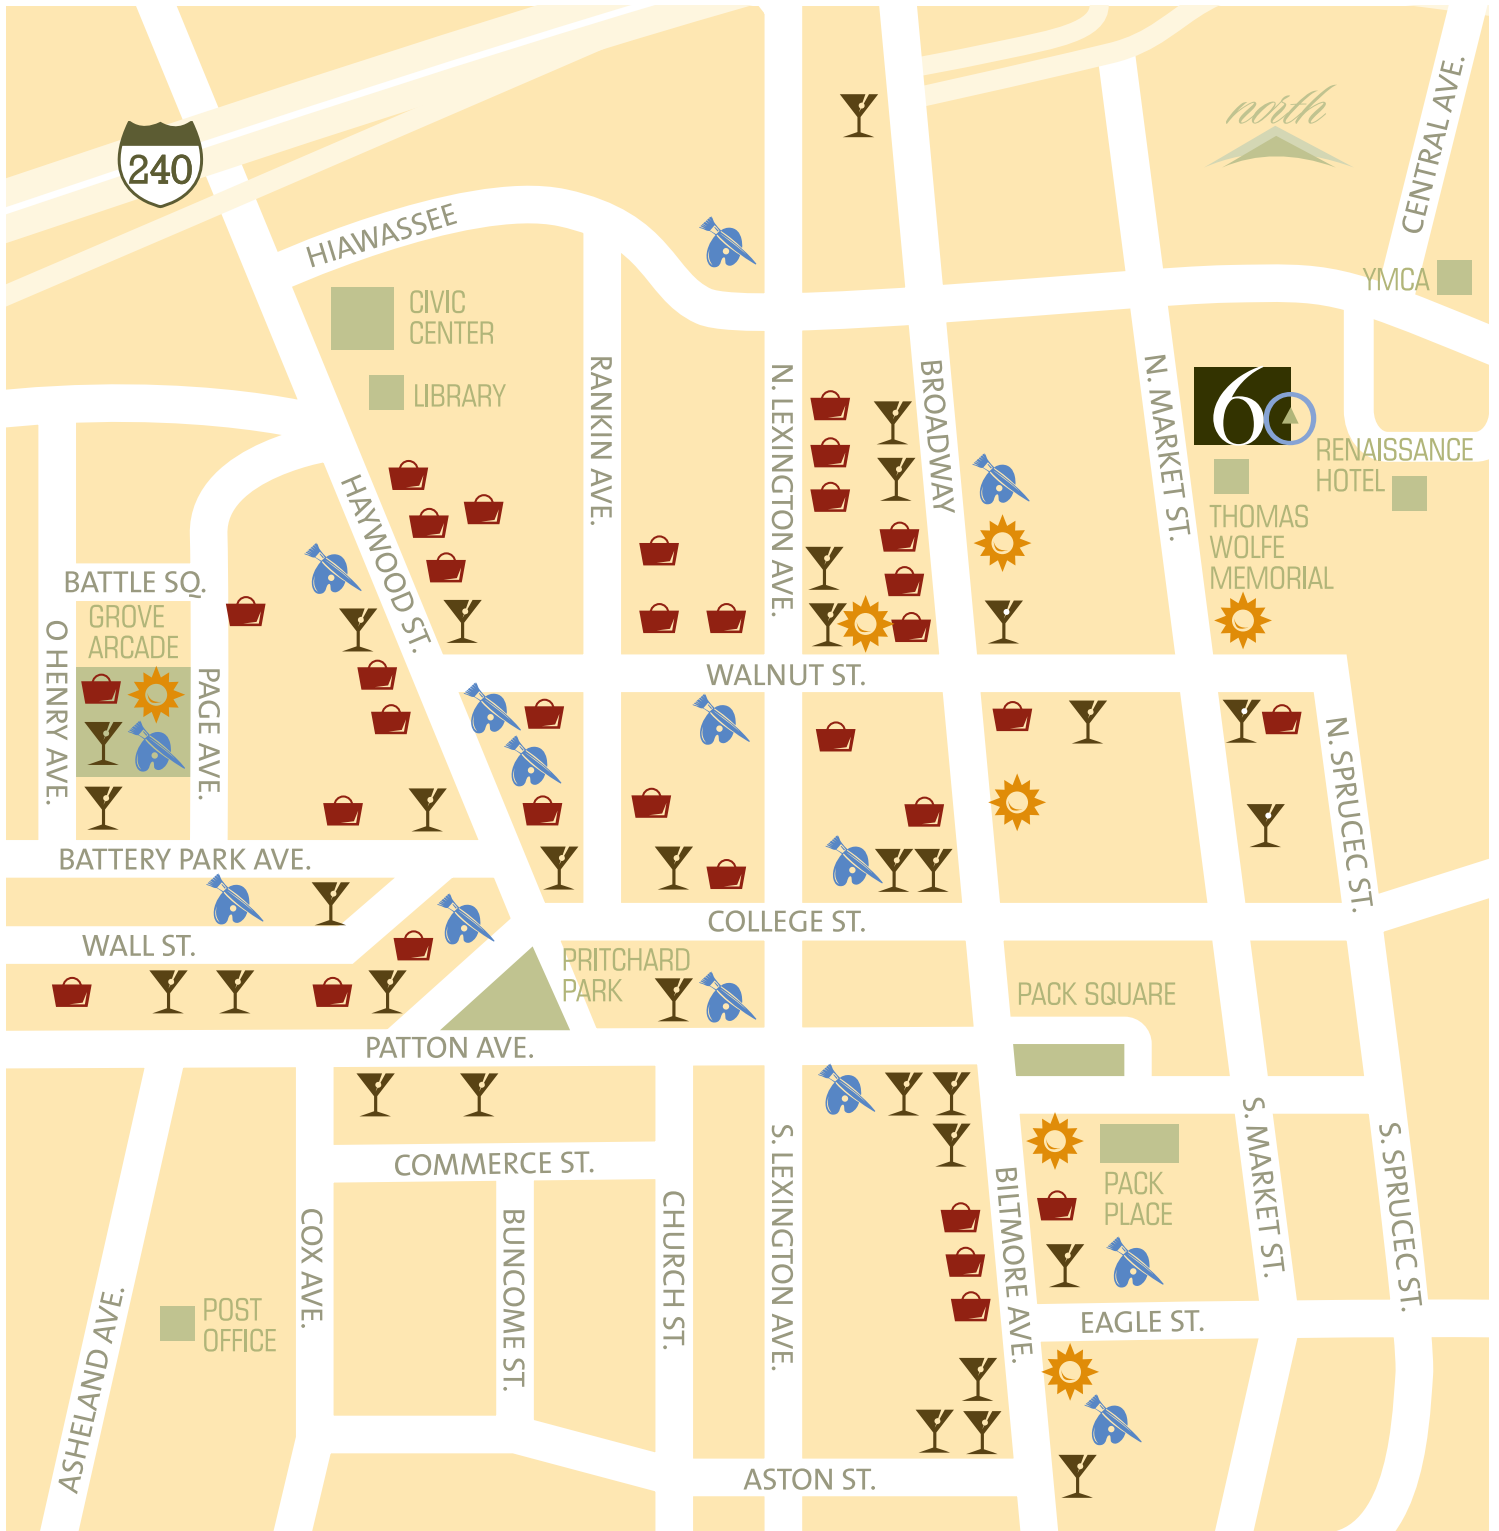 north
CENTRAL AVE.
240
HIAWASSEE
YMCA
CIVIC
CENTER
LIBRARY
RANKIN AVE.
N. LEXINGTON AVE.
BROADWAY
N. MARKET ST.
60
RENAISSANCE
HOTEL
THOMAS
WOLFE
MEMORIAL
HAYWOOD ST.
BATTLE SQ.
GROVE
ARCADE
O HENRY AVE.
PAGE AVE.
WALNUT ST.
N. SPRUCEC ST.
BATTERY PARK AVE.
WALL ST.
COLLEGE ST.
PRITCHARD
PARK
PACK SQUARE
PATTON AVE.
COMMERCE ST.
S. LEXINGTON AVE.
S. MARKET ST.
S. SPRUCEC ST.
BILTMORE AVE.
PACK
PLACE
COX AVE.
BUNCOME ST.
CHURCH ST.
ASHELAND AVE.
POST
OFFICE
EAGLE ST.
ASTON ST.